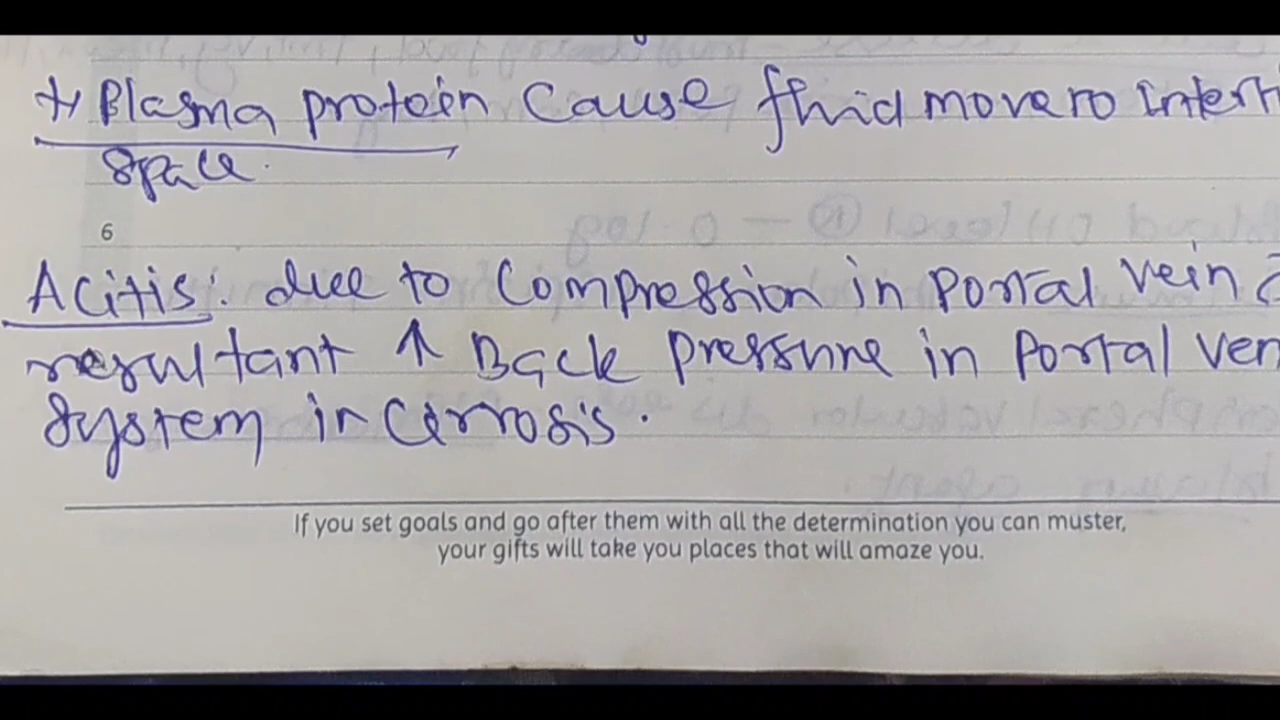 Plasma protein cause fluid move to Inter
space.
6
Acitis: due to Compression in Portal vein
resultant ↑ Back pressure in Portal Ven
System in Cirrosis.
If you set goals and go after them with all the determination you can muster,
your gifts will take you places that will amaze you.